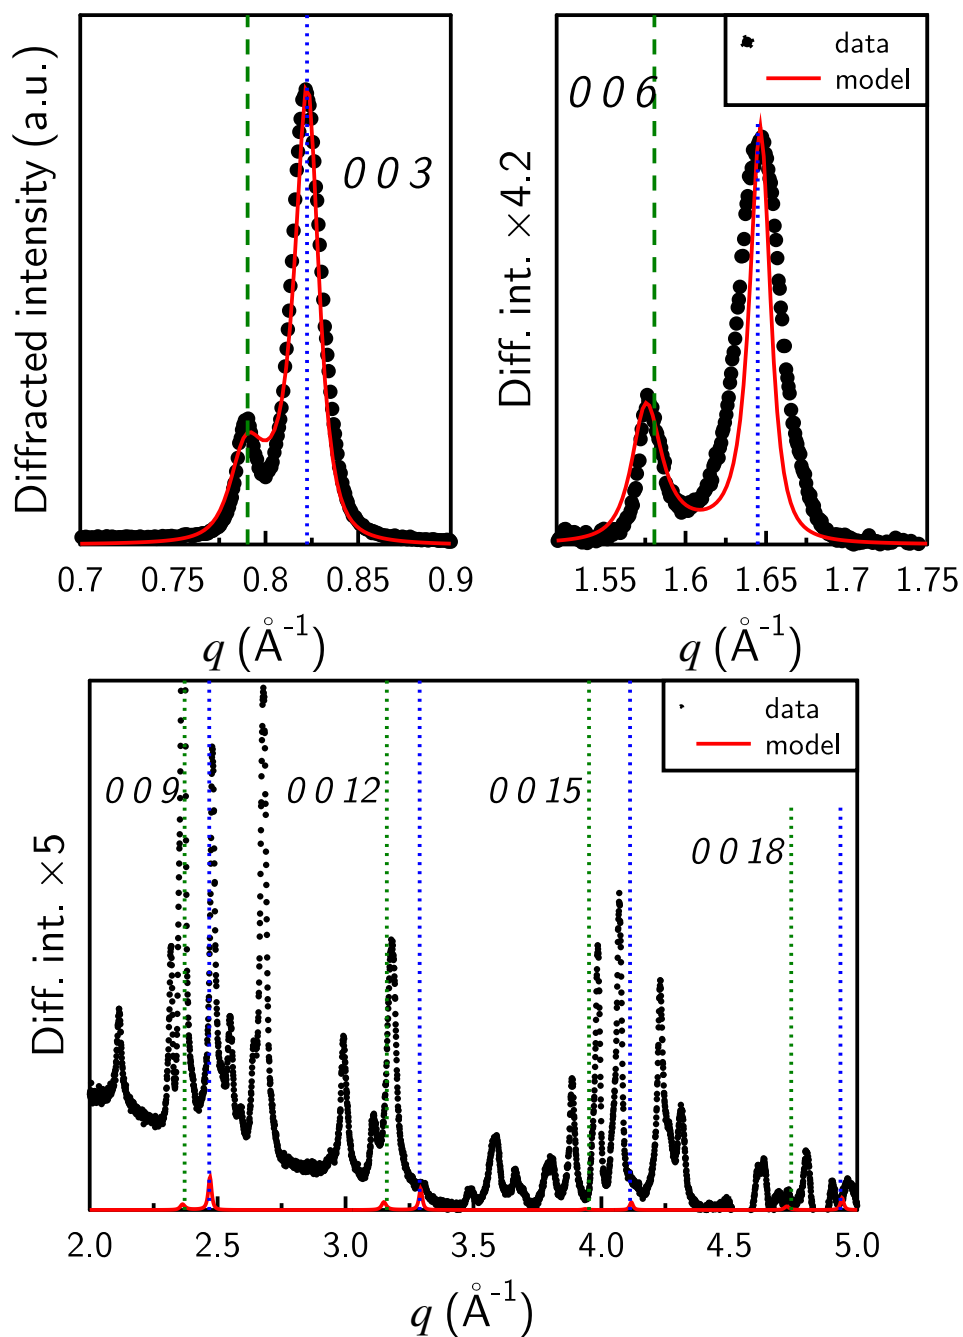 Diffracted intensity (a.u.)
0 0 3
0.7 0.75 0.8 0.85 0.9
q (Å⁻¹)
Diff. int. ×4.2
0 0 6
data
model
1.55 1.6 1.65 1.7 1.75
q (Å⁻¹)
Diff. int. ×5
data
model
0 0 9
0 0 12
0 0 15
0 0 18
2.0 2.5 3.0 3.5 4.0 4.5 5.0
q (Å⁻¹)